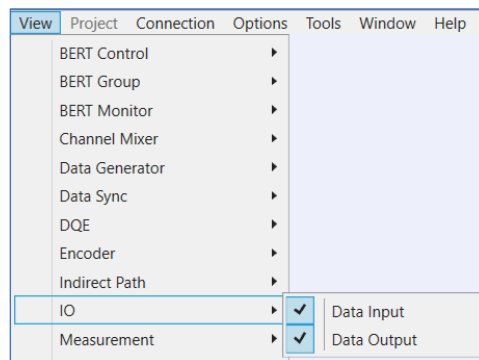 View Project Connection Options Tools Window Help
BERT Control
BERT Group
BERT Monitor
Channel Mixer
Data Generator
Data Sync
DQE
Encoder
Indirect Path
IO
Data Input
Measurement
Data Output